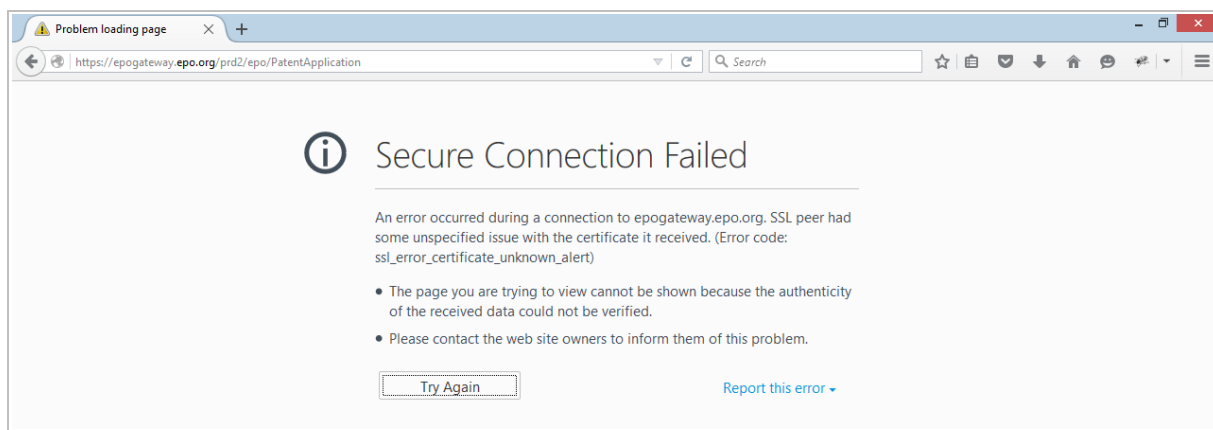 Problem loading page
https://epogateway.epo.org/prd2/epo/PatentApplication
Search
Secure Connection Failed
An error occurred during a connection to epogateway.epo.org. SSL peer had
some unspecified issue with the certificate it received. (Error code:
ssl_error_certificate_unknown_alert)
• The page you are trying to view cannot be shown because the authenticity
of the received data could not be verified.
• Please contact the web site owners to inform them of this problem.
Try Again
Report this error